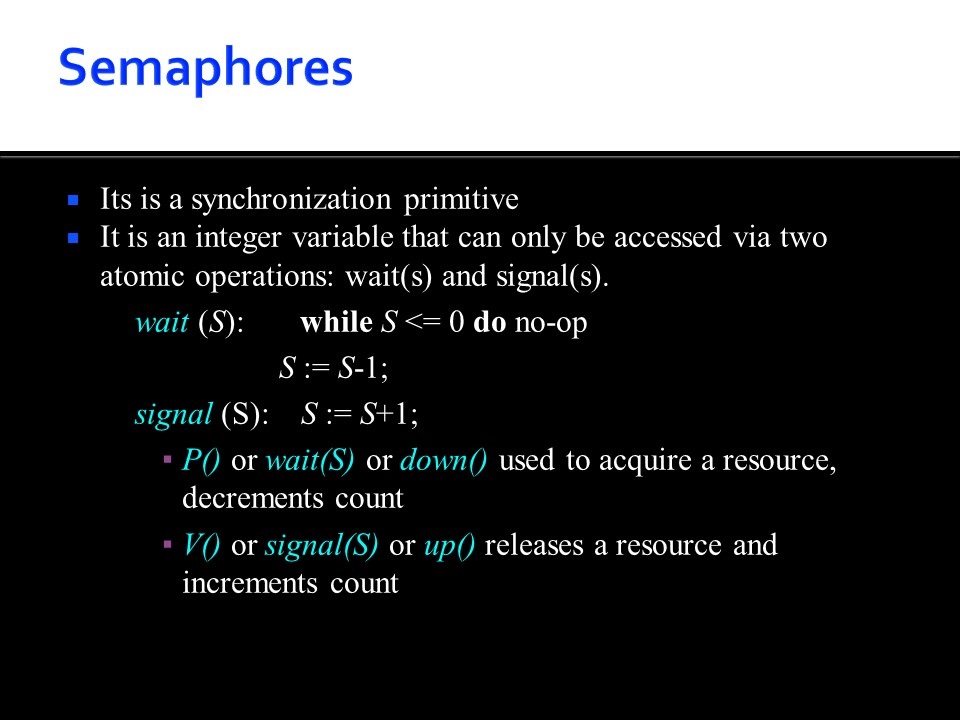 Semaphores
Its is a synchronization primitive
It is an integer variable that can only be accessed via two
atomic operations: wait(s) and signal(s).
wait (S): while S <= 0 do no-op
S := S-1;
signal (S): S := S+1;
P() or wait(S) or down() used to acquire a resource,
decrements count
V() or signal(S) or up() releases a resource and
increments count